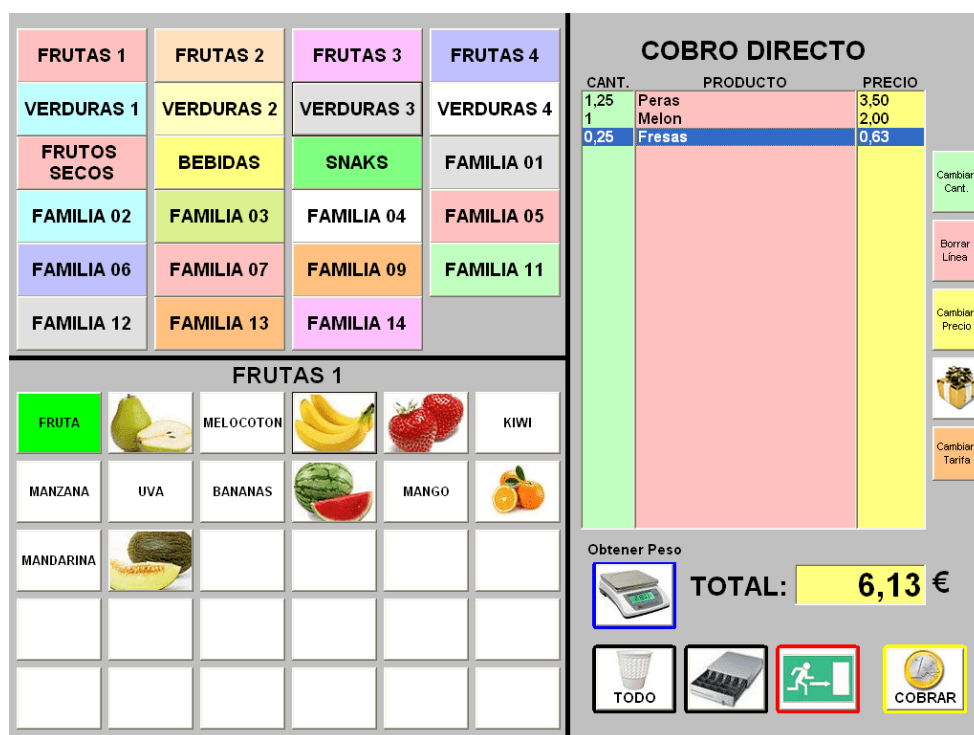 FRUTAS 1
FRUTAS 2
FRUTAS 3
FRUTAS 4
VERDURAS 1
VERDURAS 2
VERDURAS 3
VERDURAS 4
FRUTOS
SECOS
BEBIDAS
SNAKS
FAMILIA 01
FAMILIA 02
FAMILIA 03
FAMILIA 04
FAMILIA 05
FAMILIA 06
FAMILIA 07
FAMILIA 09
FAMILIA 11
FAMILIA 12
FAMILIA 13
FAMILIA 14
FRUTAS 1
FRUTA
MELOCOTON
KIWI
MANZANA
UVA
BANANAS
MANGO
MANDARINA
COBRO DIRECTO
CANT. PRODUCTO PRECIO
1,25 Peras 3,50
1 Melon 2,00
0,25 Fresas 0,63
Cambiar
Cant.
Borrar
Línea
Cambiar
Precio
Cambiar
Tarifa
Obtener Peso
TOTAL: 6,13 €
TODO
COBRAR